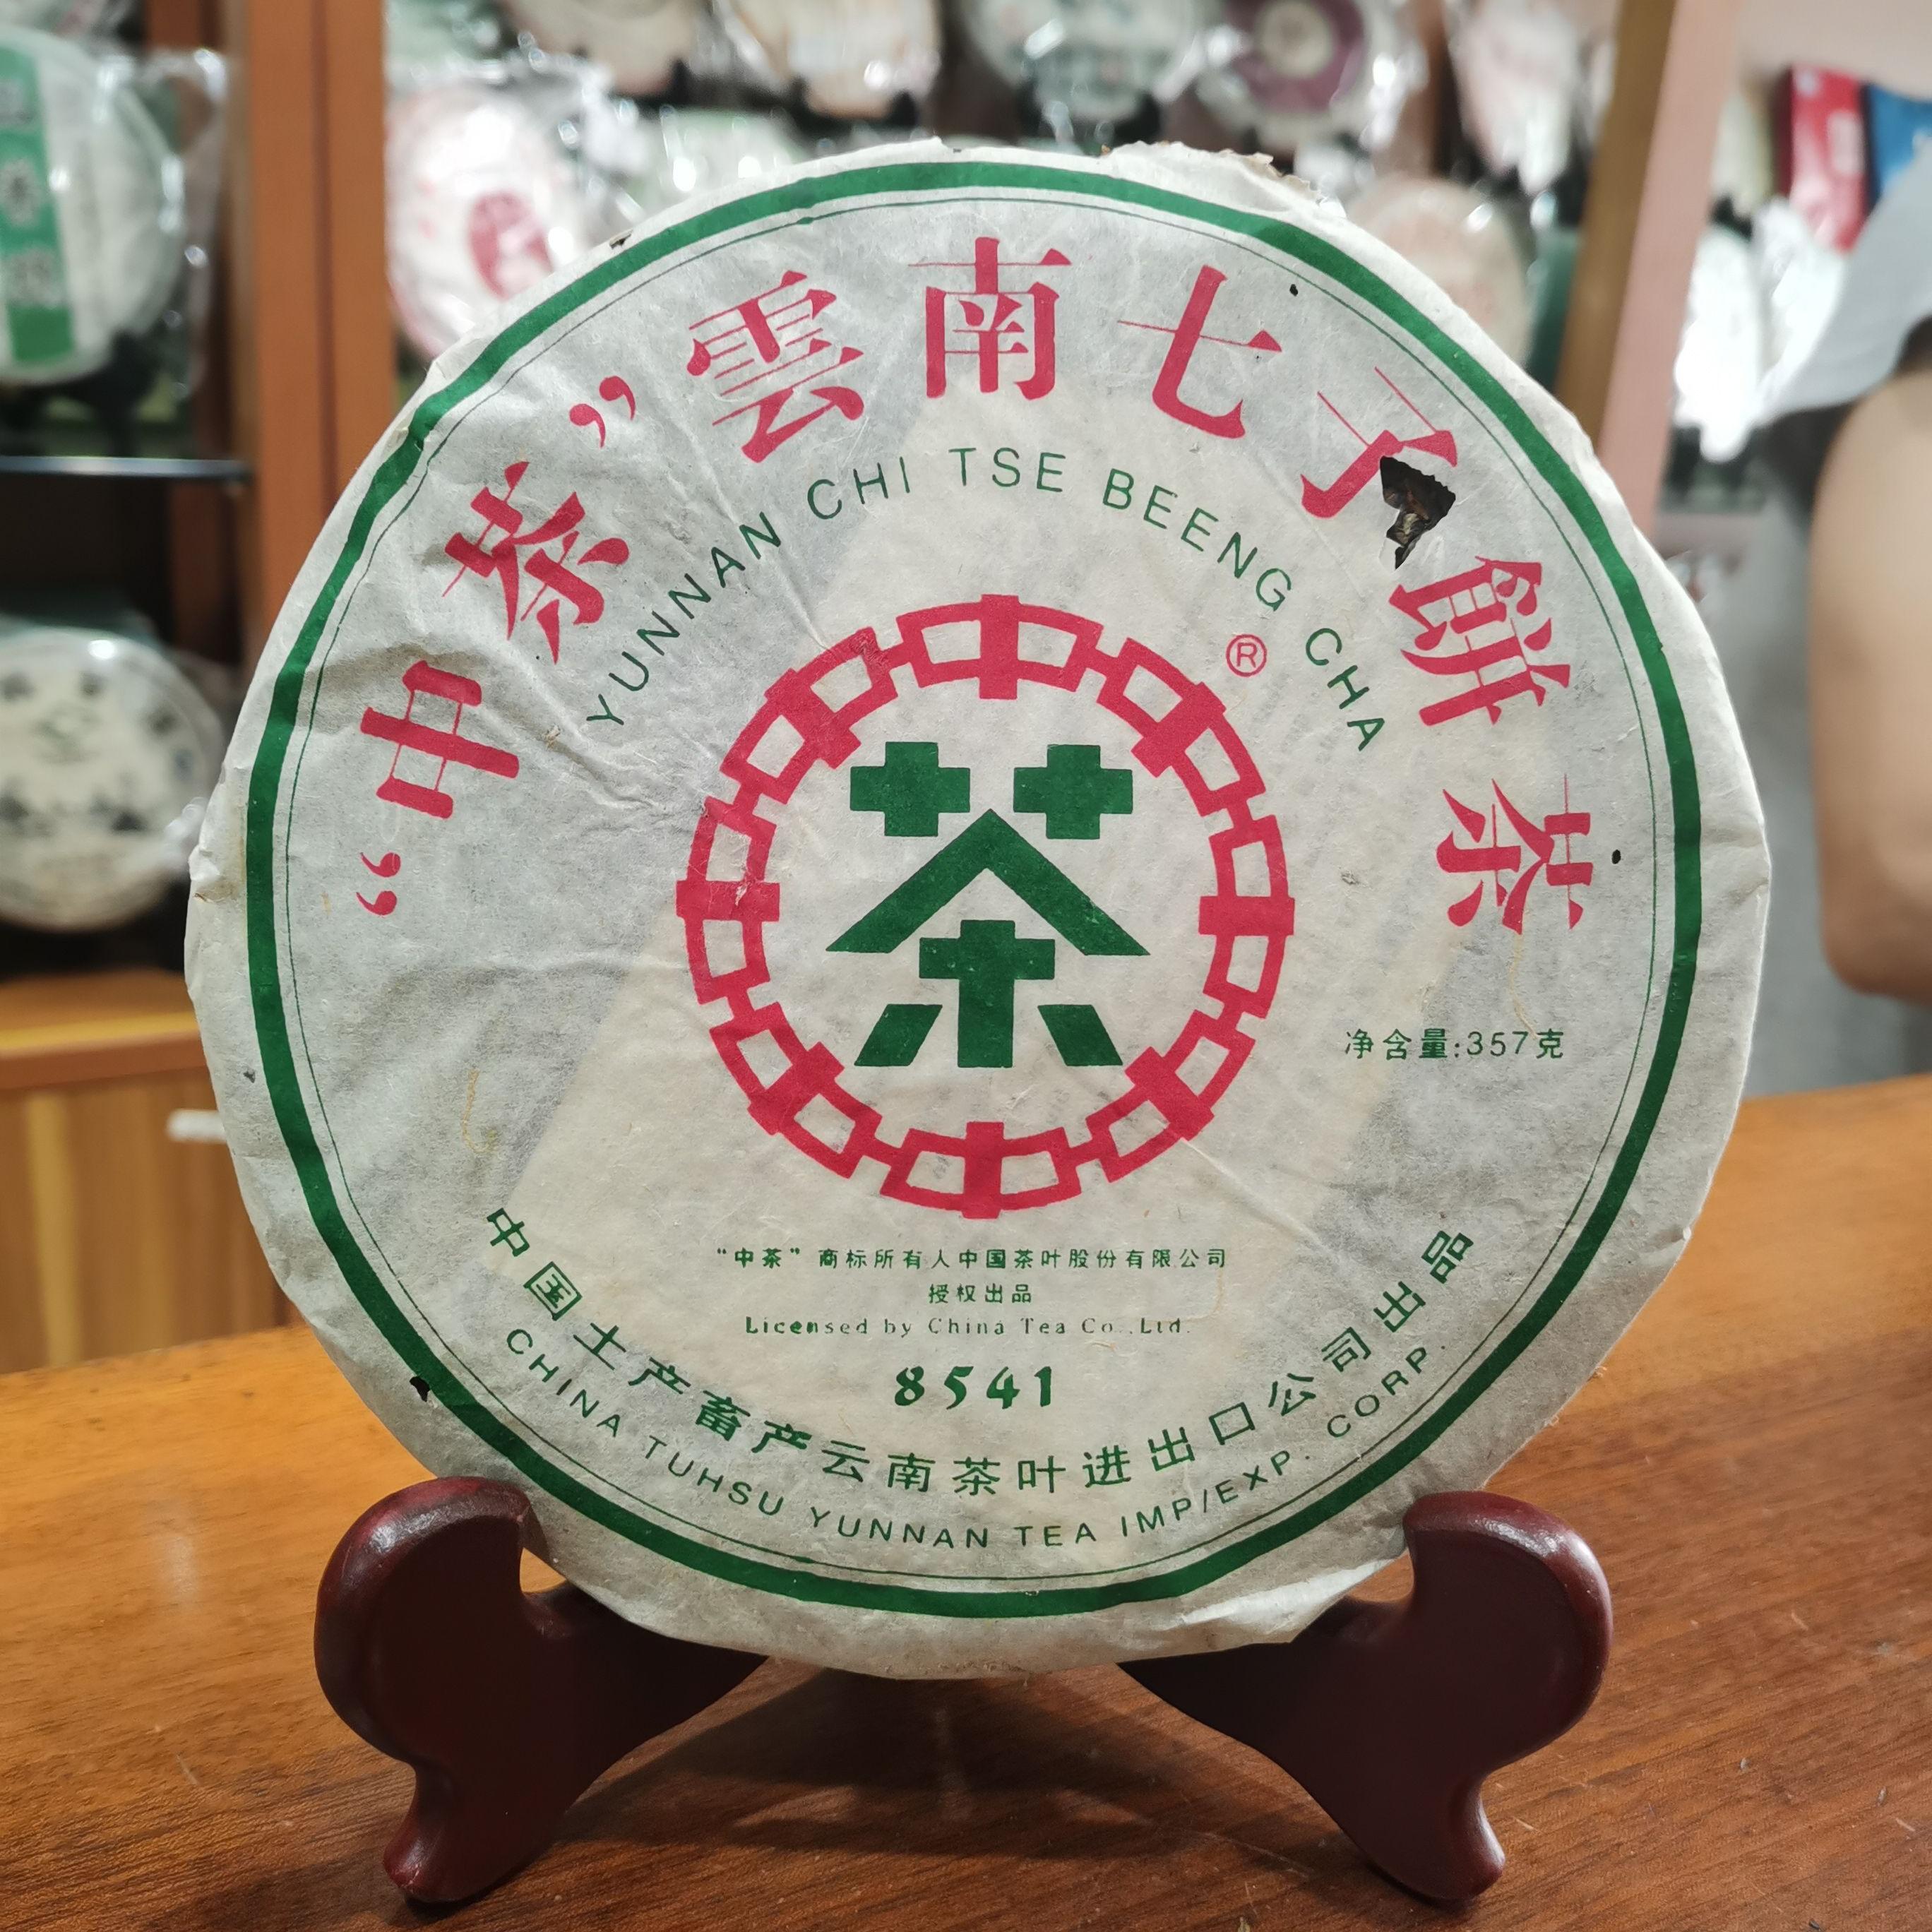 “中茶”雲南七子餅茶
YUNNAN CHI TSE BEENG CHA
®
茶
净含量:357克
“中茶”商标所有人中国茶叶股份有限公司
授权出品
Licensed by China Tea Co.,Ltd.
8541
中国土产畜产云南茶叶进出口公司出品
CHINA TUHSU YUNNAN TEA IMP/EXP. CORP.